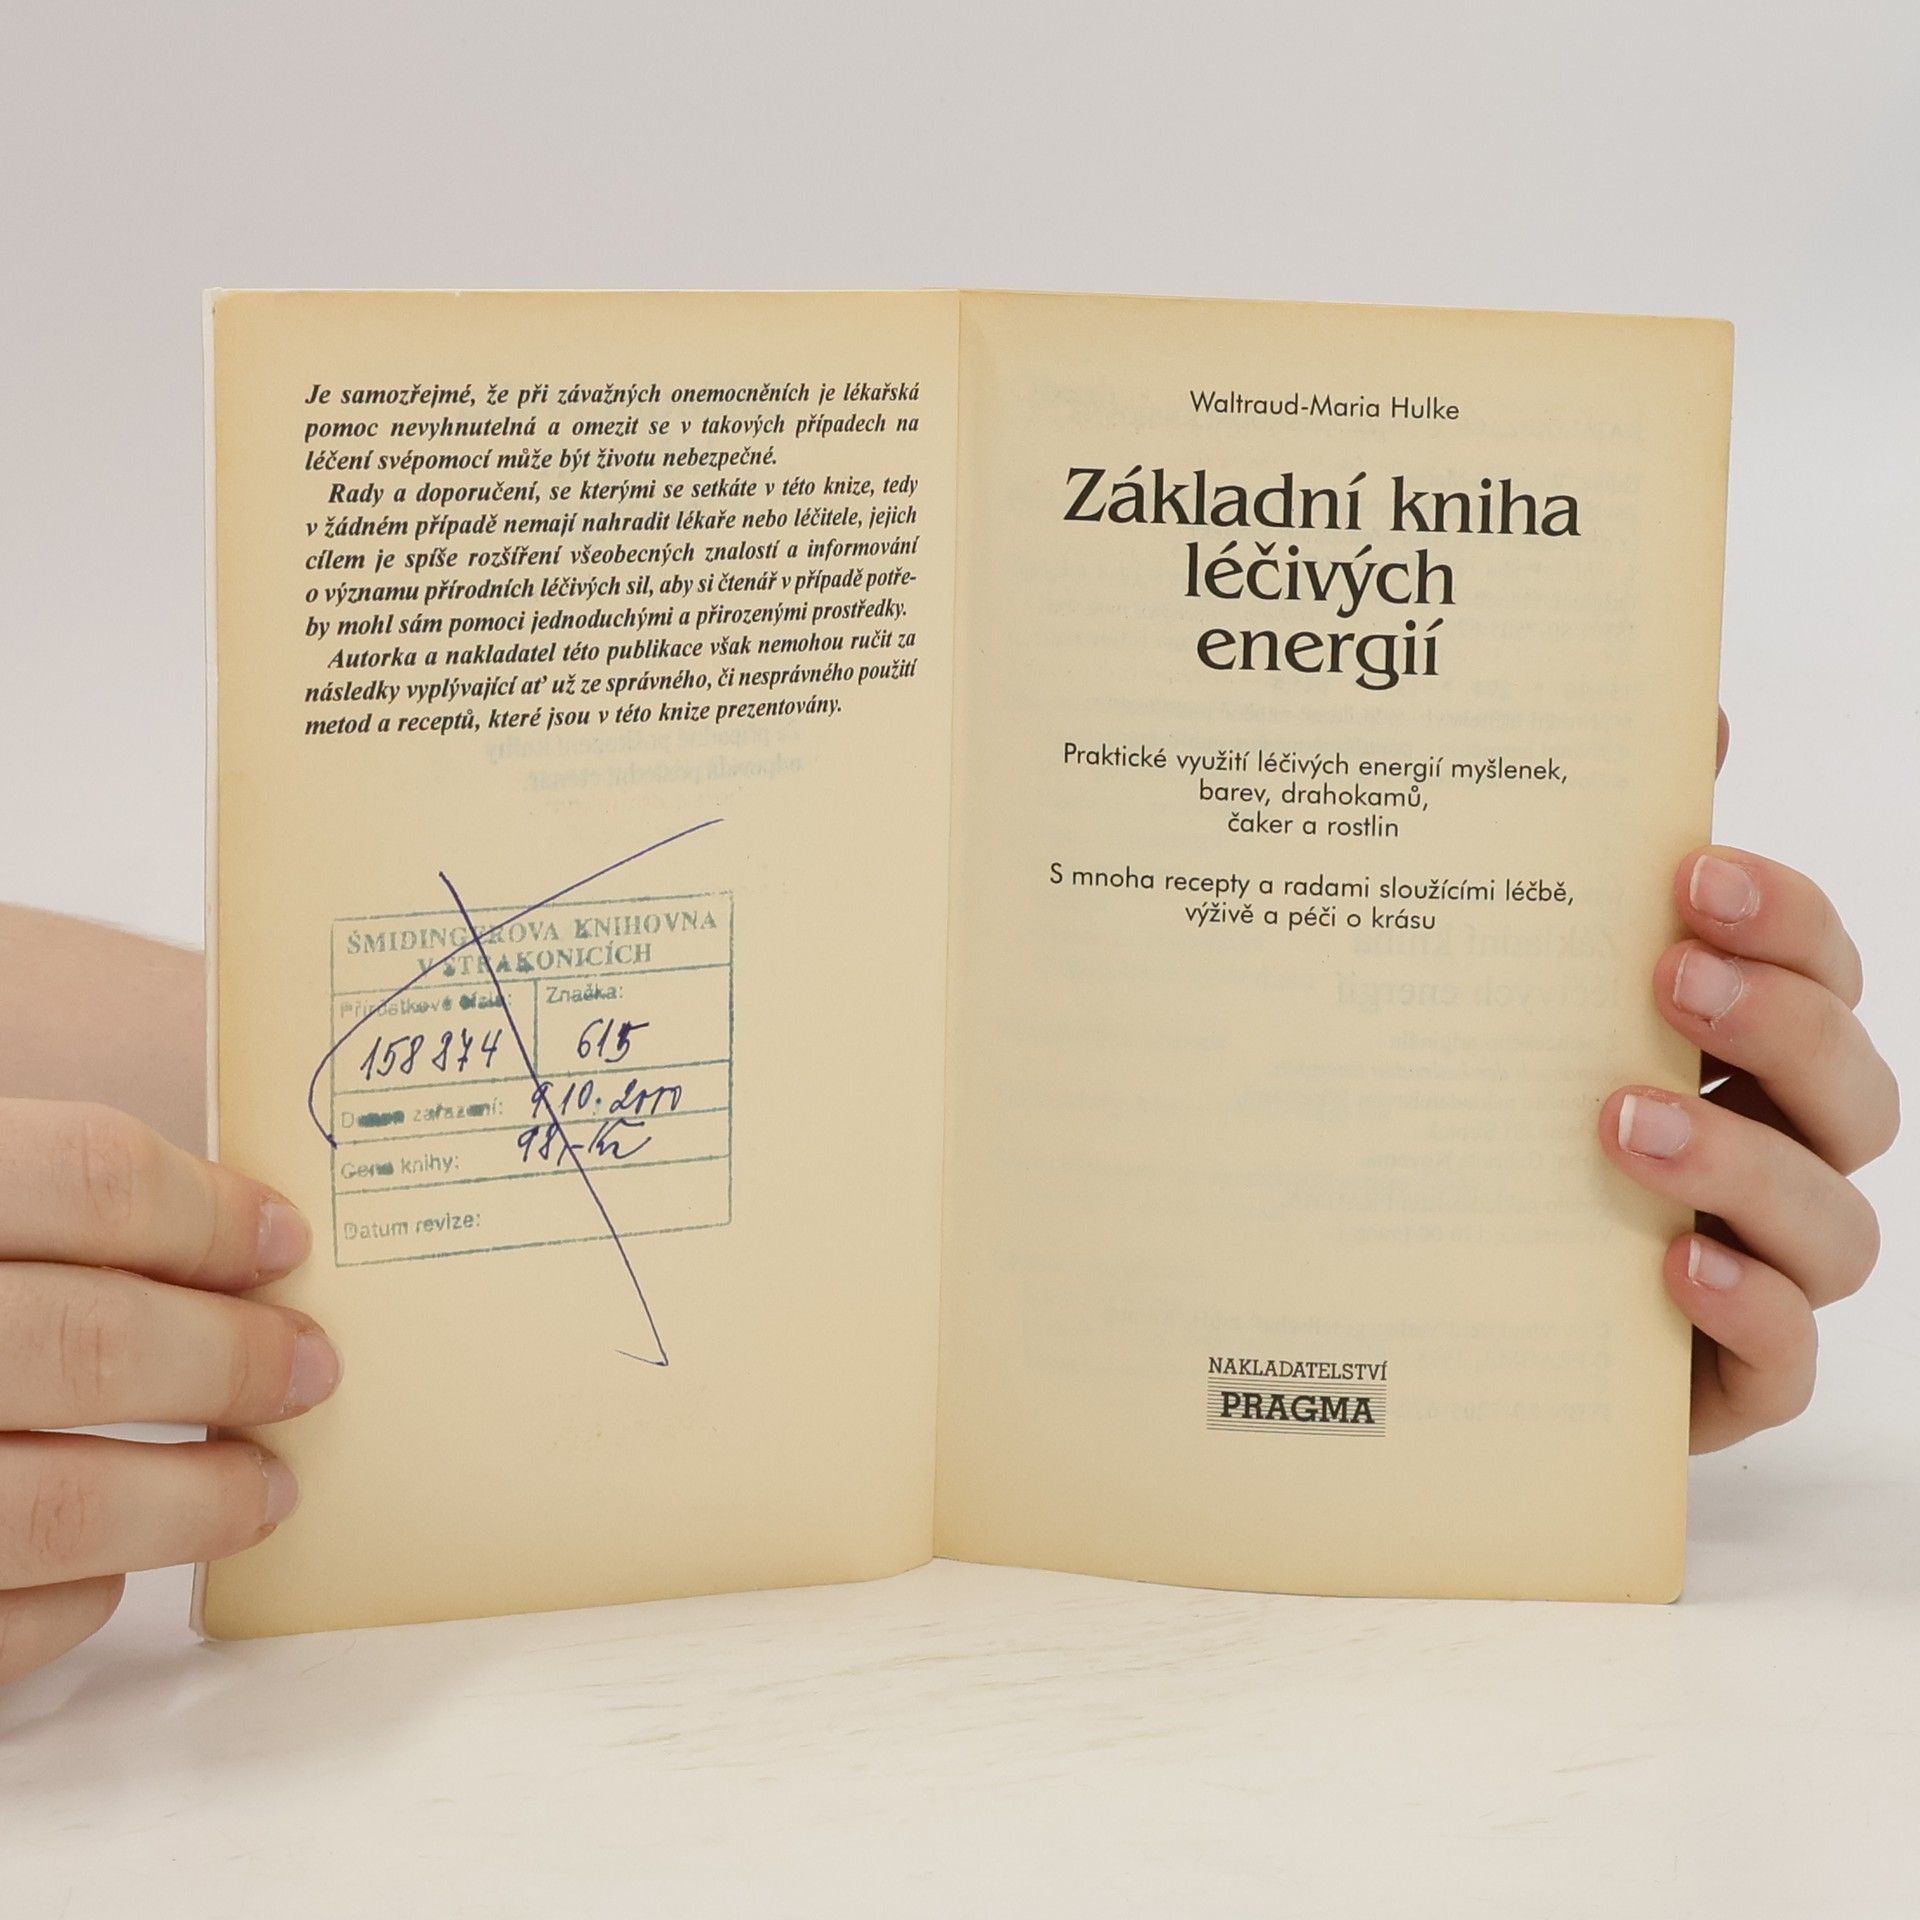 Je samozřejmé, že při závažných onemocněních je lékařská
pomoc nevyhnutelná a omezit se v takových případech na
léčení svépomocí může být životu nebezpečné.
Rady a doporučení, se kterými se setkáte v této knize, tedy
v žádném případě nemají nahradit lékaře nebo léčitele, jejich
cílem je spíše rozšíření všeobecných znalostí a informování
o významu přírodních léčivých sil, aby si čtenář v případě potře-
by mohl sám pomoci jednoduchými a přirozenými prostředky.
Autorka a nakladatel této publikace však nemohou ručit za
následky vyplývající ať už ze správného, či nesprávného použití
metod a receptů, které jsou v této knize prezentovány.
ŠMIDINGEROVA KNIHOVNA
V STRAKONICÍCH
Přírůstkové číslo: Značka:
158 874 615
Datum zařazení: 9 10. 2000
Cena knihy: 98,- Kč
Datum revize:
Waltraud-Maria Hulke
Základní kniha
léčivých
energií
Praktické využití léčivých energií myšlenek,
barev, drahokamů,
čaker a rostlin
S mnoha recepty a radami sloužícími léčbě,
výživě a péči o krásu
NAKLADATELSTVÍ
PRAGMA